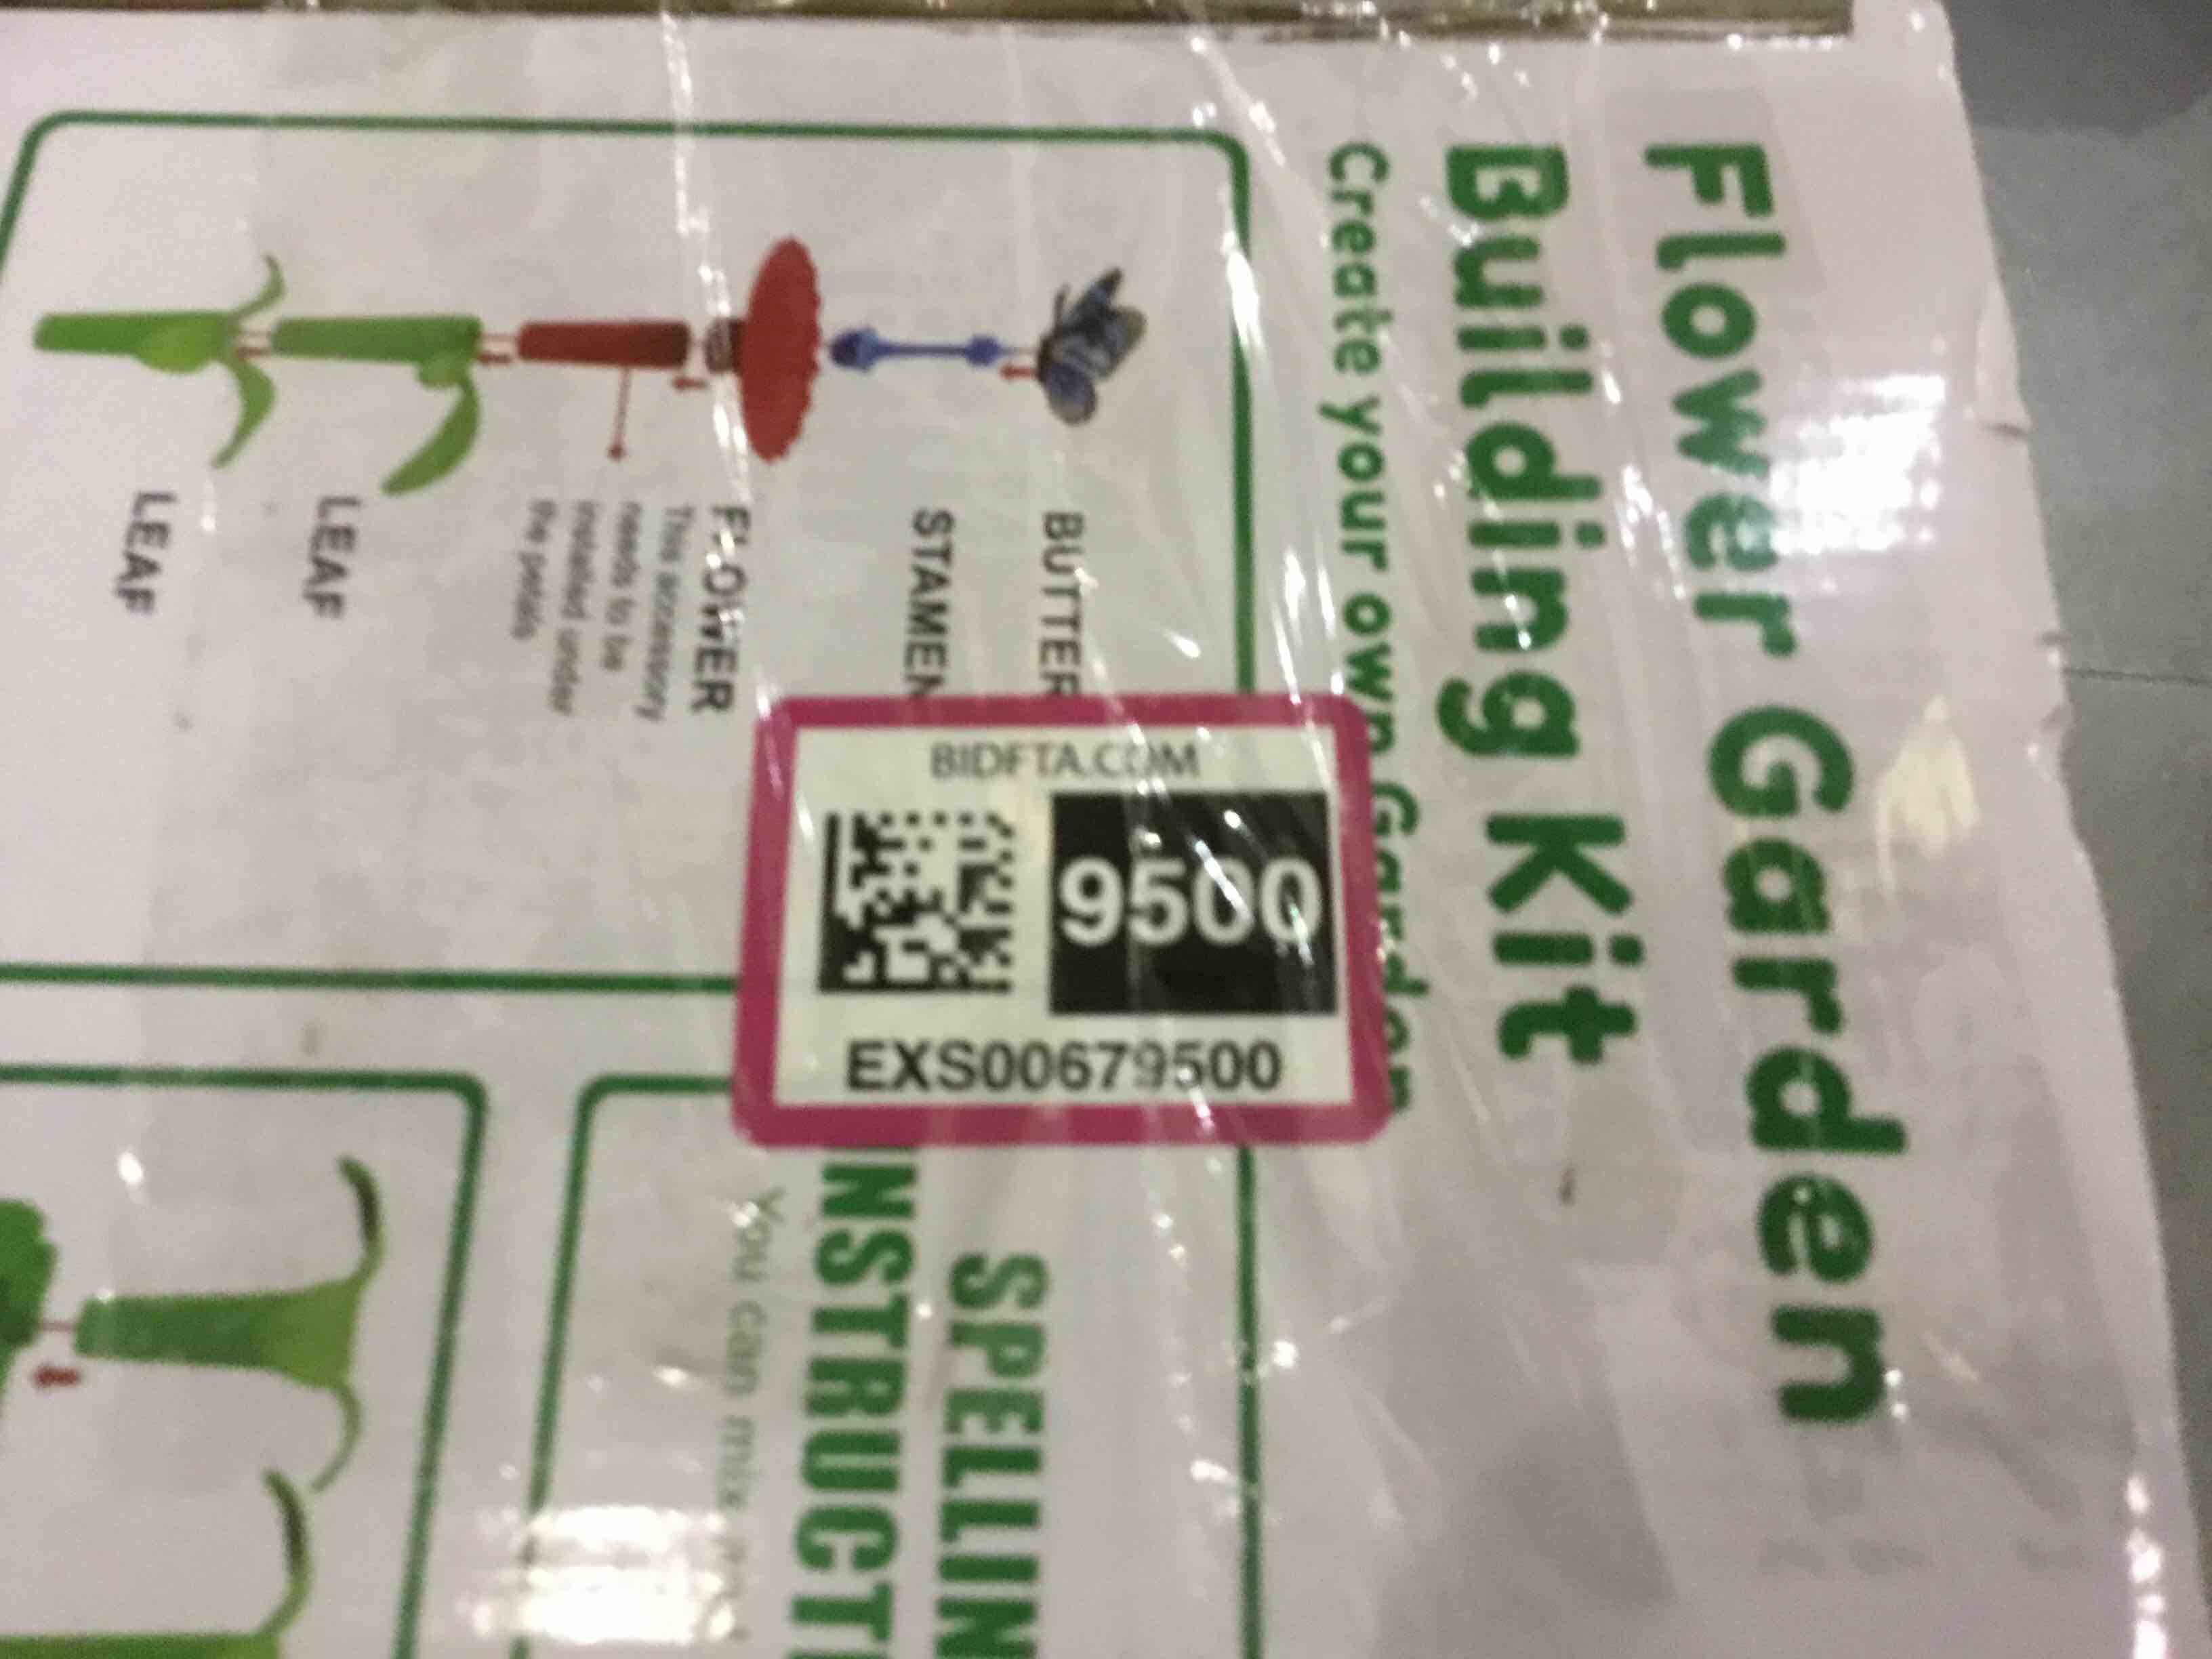 Flower Garden
Building Kit
Create your own Garden
BUTTER
STAMEN
FLOWER
This accessory
needs to be
installed under
the petals
LEAF
LEAF
BIDFTA.COM
9500
EXS00679500
SPELLIN
INSTRUCTI
You can mix